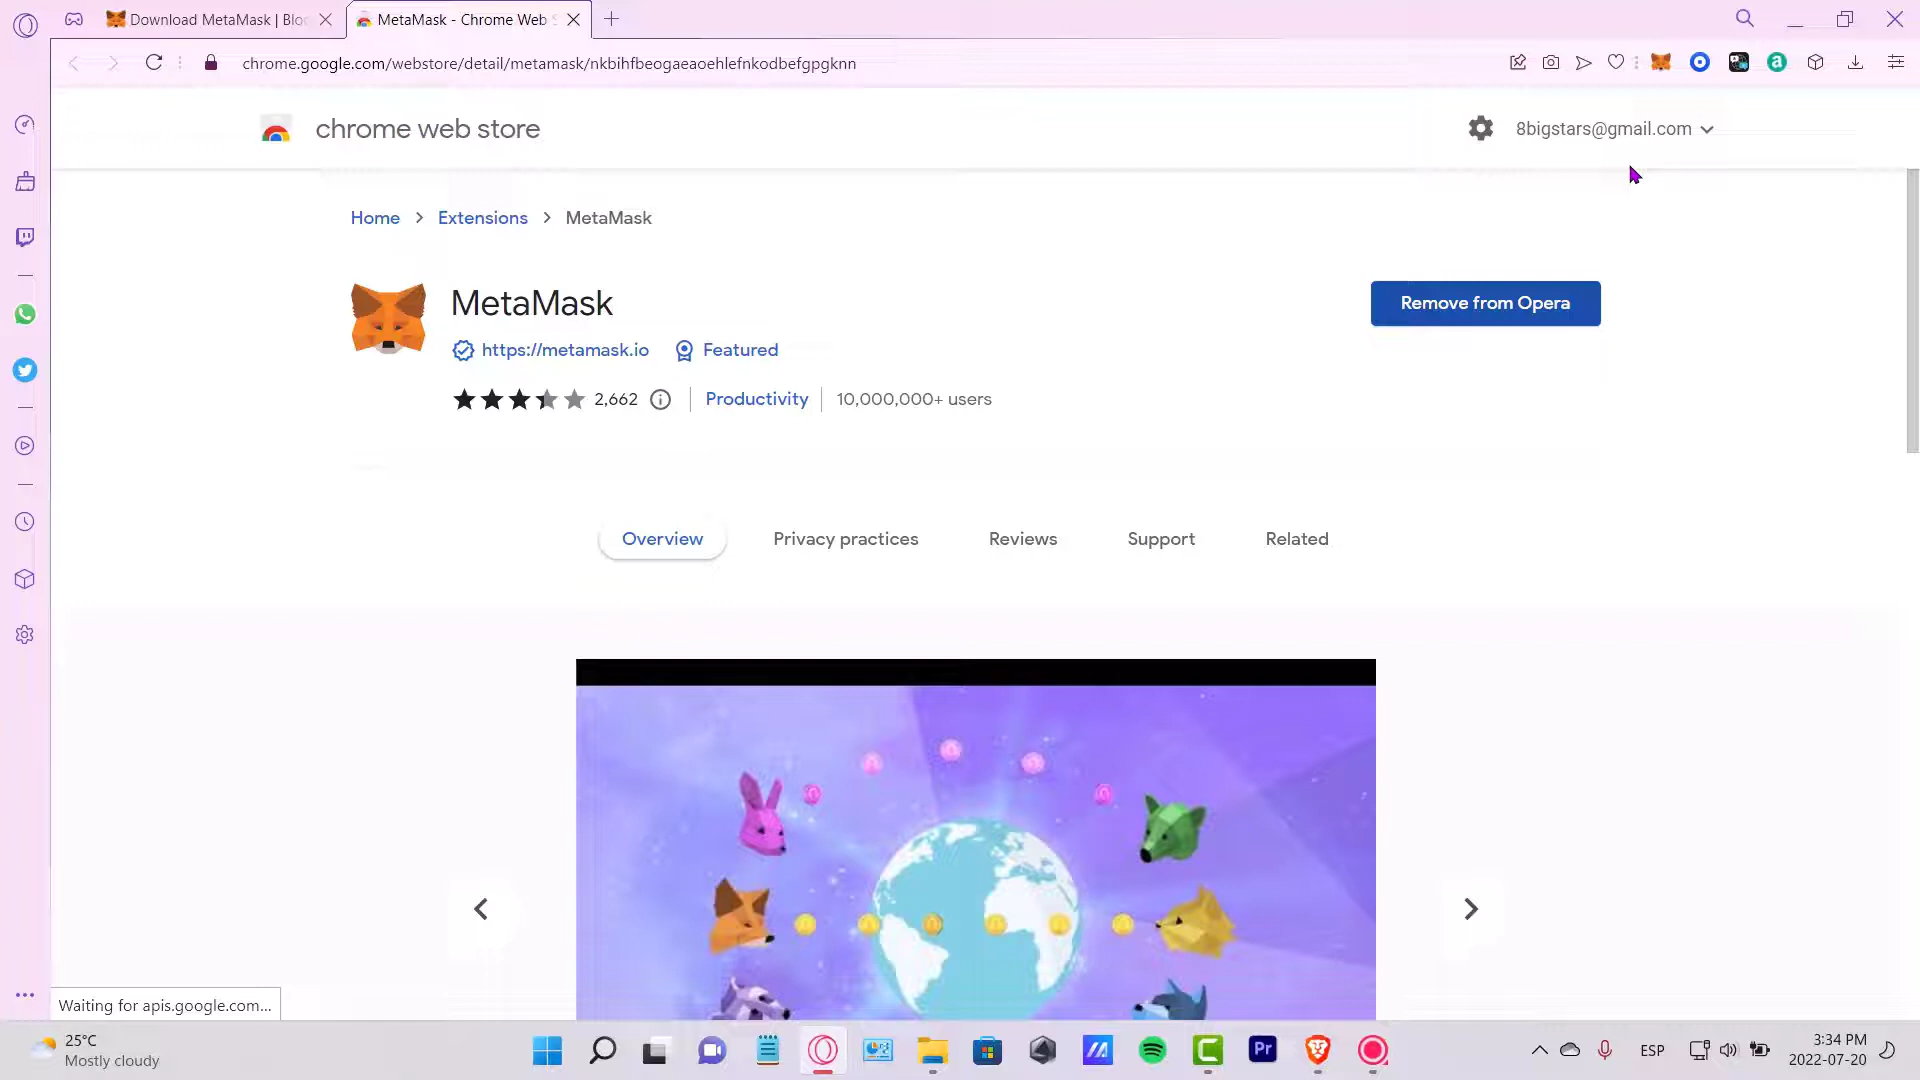 Download MetaMask | Blo
MetaMask - Chrome Web S
chrome.google.com/webstore/detail/metamask/nkbihfbeogaeaoehlefnkodbefgpgknn
chrome web store
8bigstars@gmail.com
Home > Extensions > MetaMask
MetaMask
Remove from Opera
https://metamask.io Featured
2,662 Productivity 10,000,000+ users
Overview Privacy practices Reviews Support Related
Waiting for apis.google.com...
25°C
Mostly cloudy
Pr
ESP
3:34 PM
2022-07-20